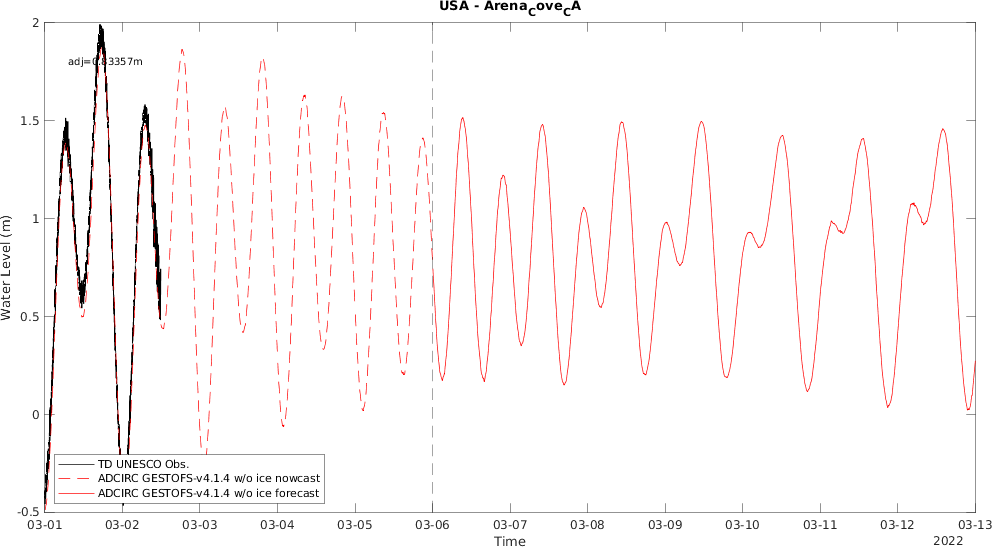 USA - Arena_Cove_CA
2
adj=0.83357m
1.5
1
0.5
0
-0.5
Water Level (m)
TD UNESCO Obs.
ADCIRC GESTOFS-v4.1.4 w/o ice nowcast
ADCIRC GESTOFS-v4.1.4 w/o ice forecast
03-01 03-02 03-03 03-04 03-05 03-06 03-07 03-08 03-09 03-10 03-11 03-12 03-13
Time
2022